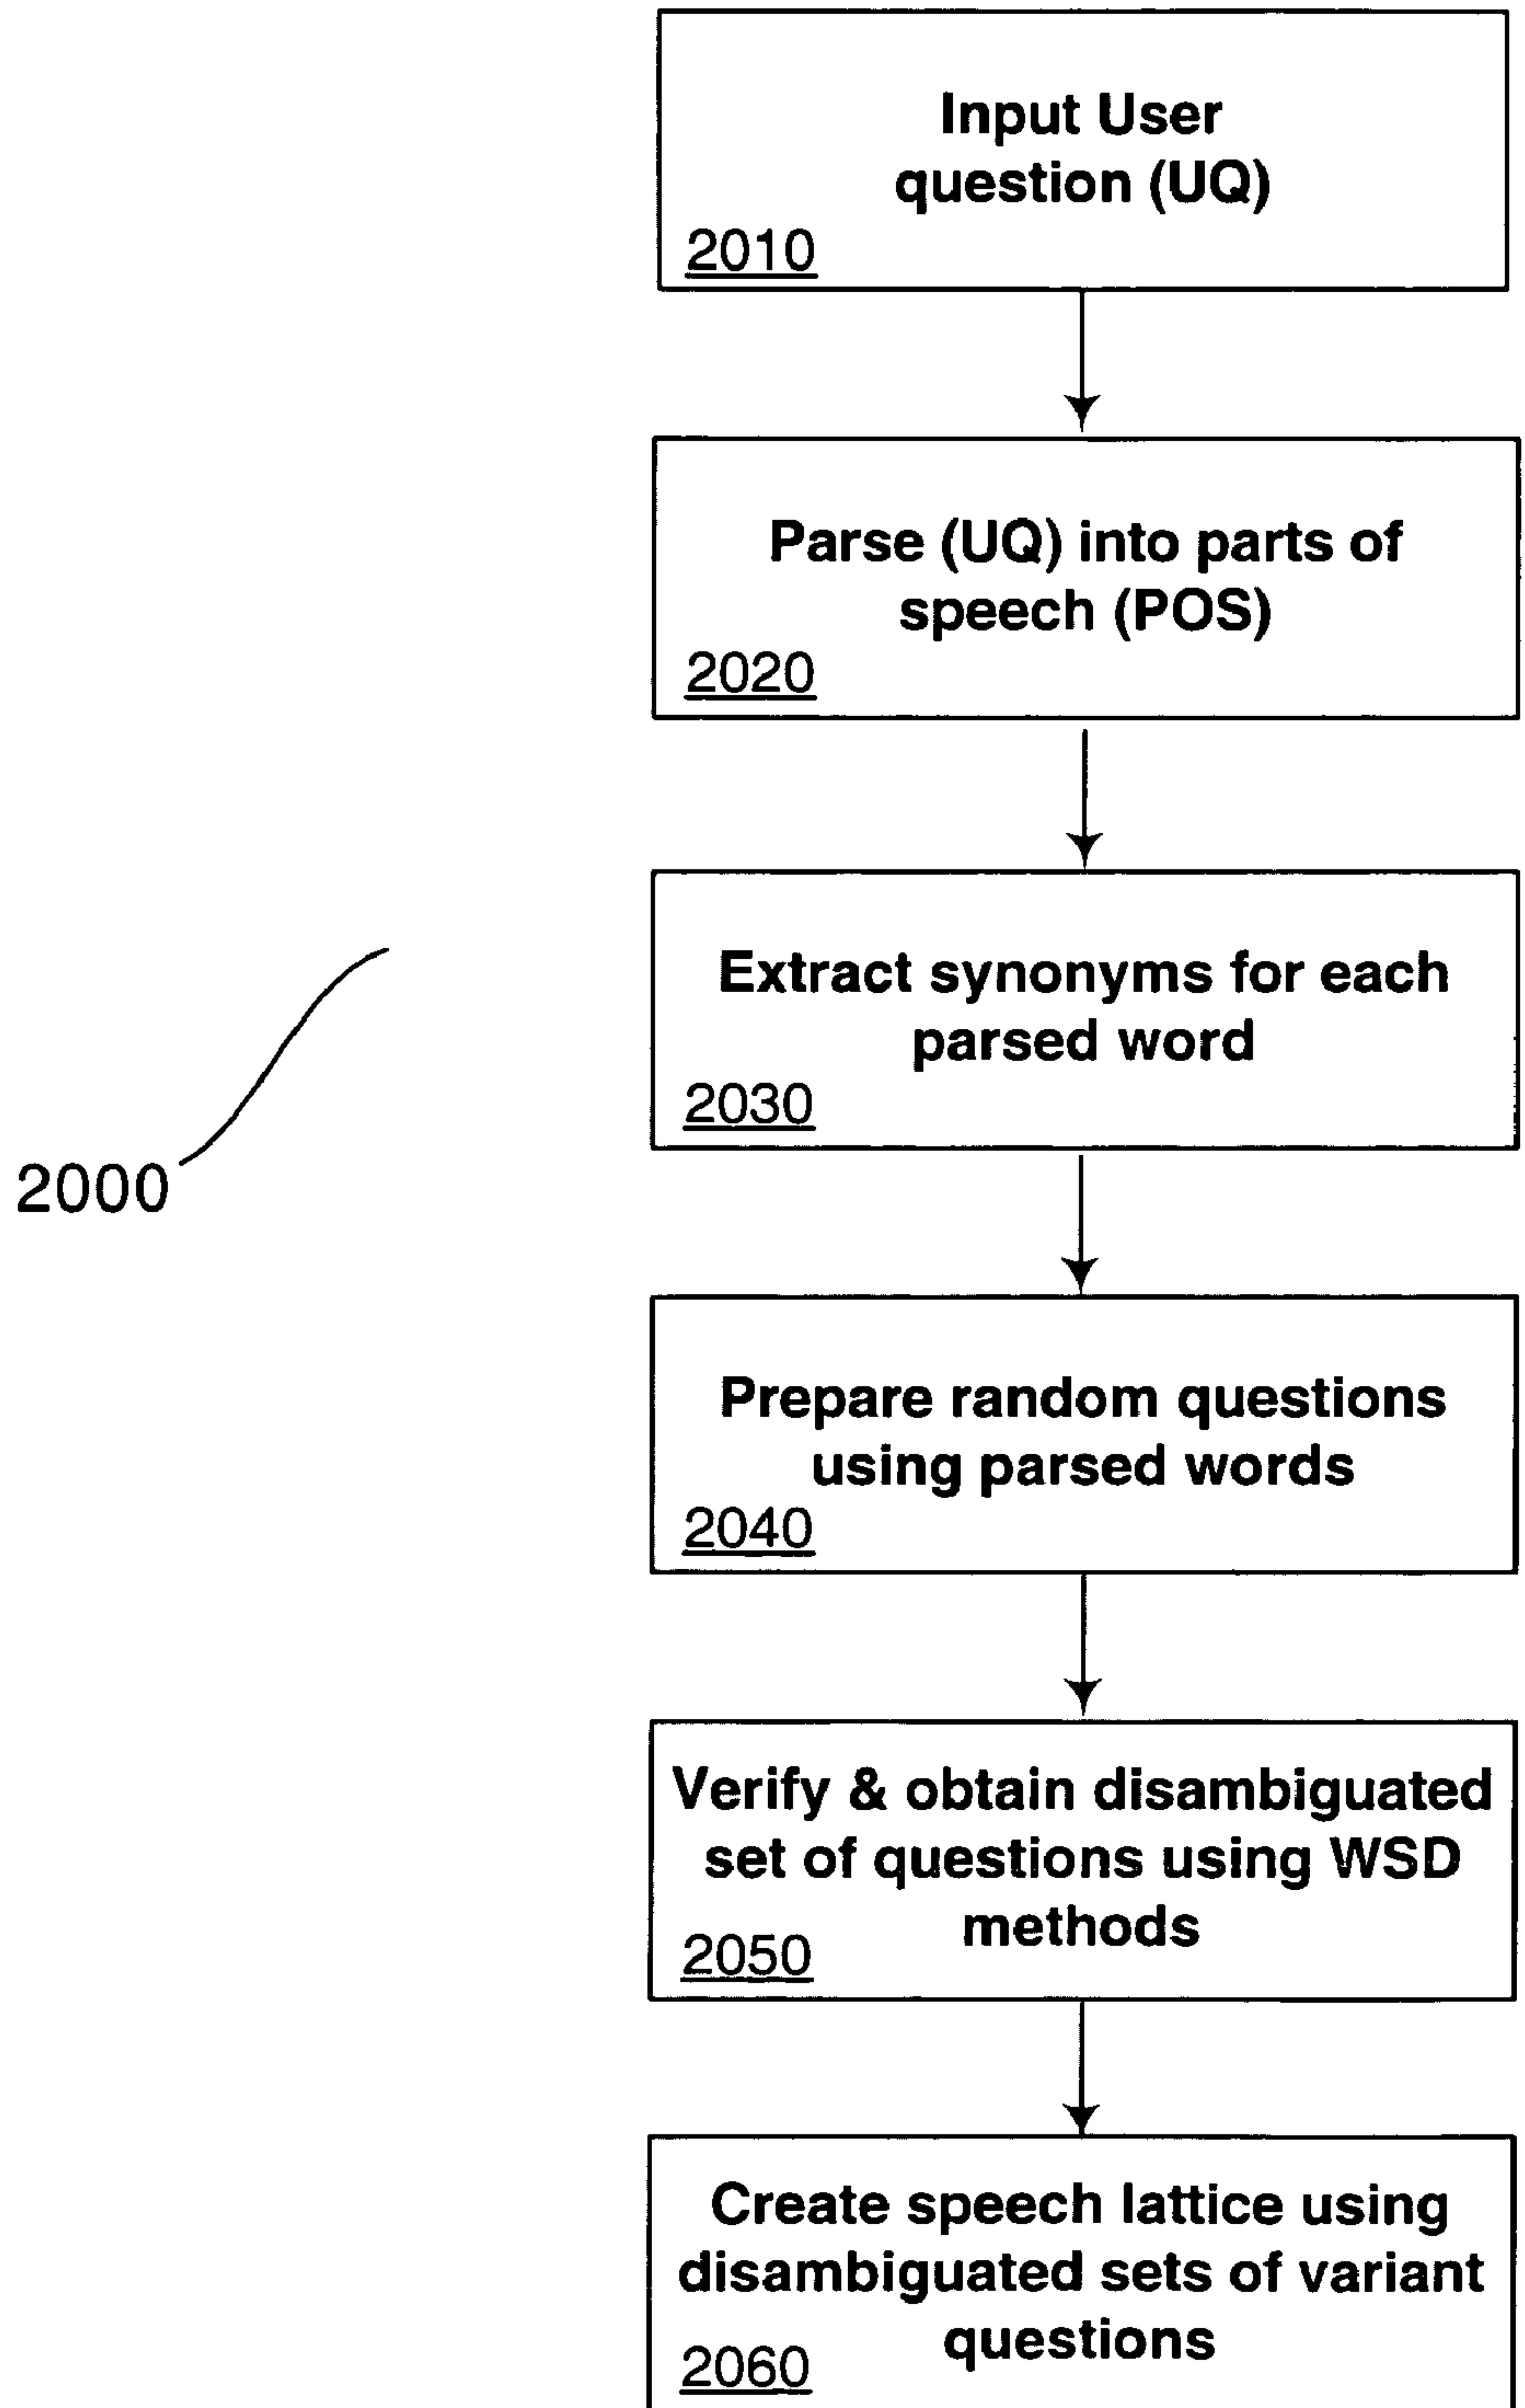 Input User
question (UQ)
2010
Parse (UQ) into parts of
speech (POS)
2020
Extract synonyms for each
parsed word
2030
2000
Prepare random questions
using parsed words
2040
Verify & obtain disambiguated
set of questions using WSD
methods
2050
Create speech lattice using
disambiguated sets of variant
questions
2060